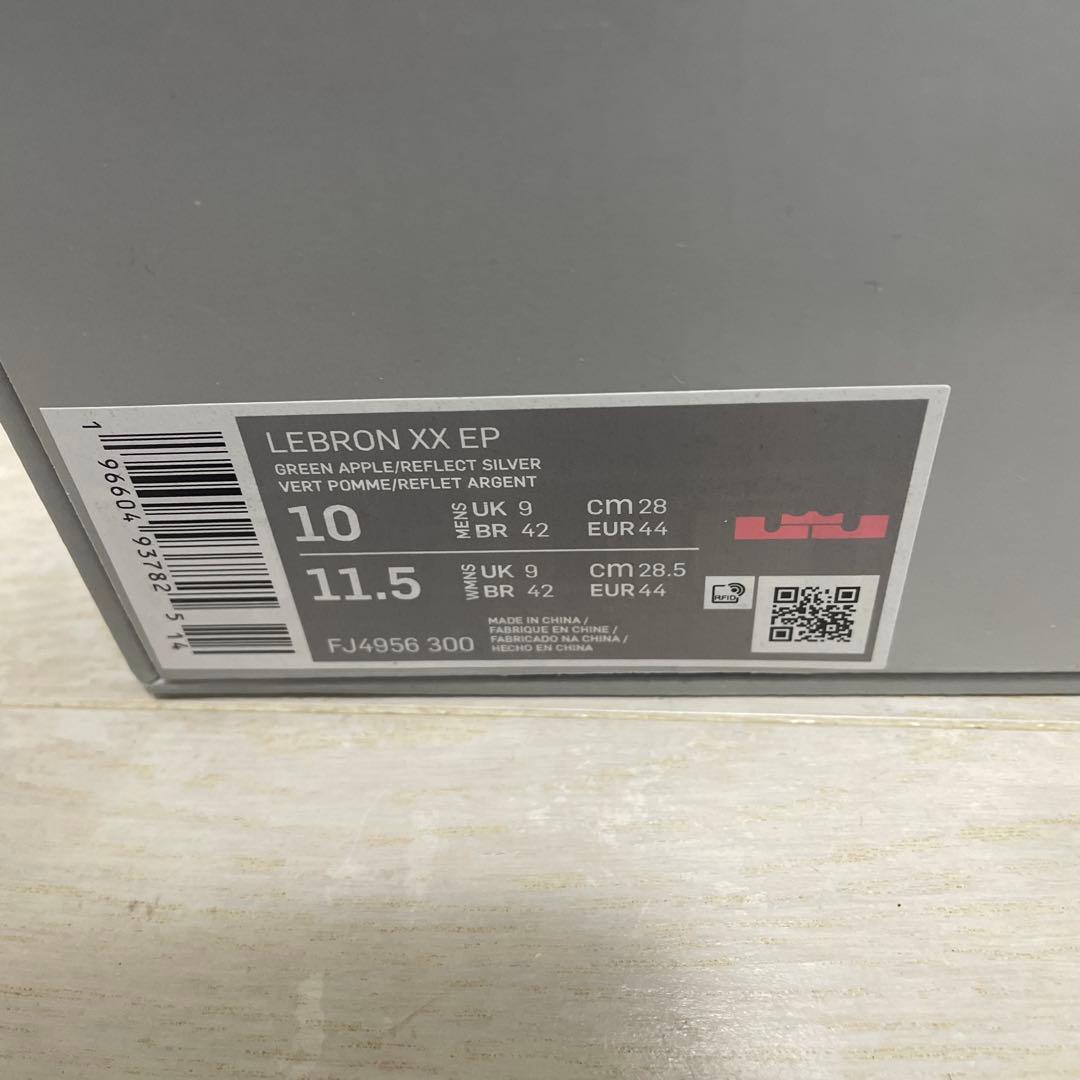 1 96604 93782 5 14
LEBRON XX EP
GREEN APPLE/REFLECT SILVER
VERT POMME/REFLET ARGENT
10 MENS UK 9 cm 28
BR 42 EUR 44
11.5 WMNS UK 9 cm 28.5
BR 42 EUR 44
RFID
FJ4956 300
MADE IN CHINA /
FABRIQUE EN CHINE /
FABRICADO NA CHINA /
HECHO EN CHINA